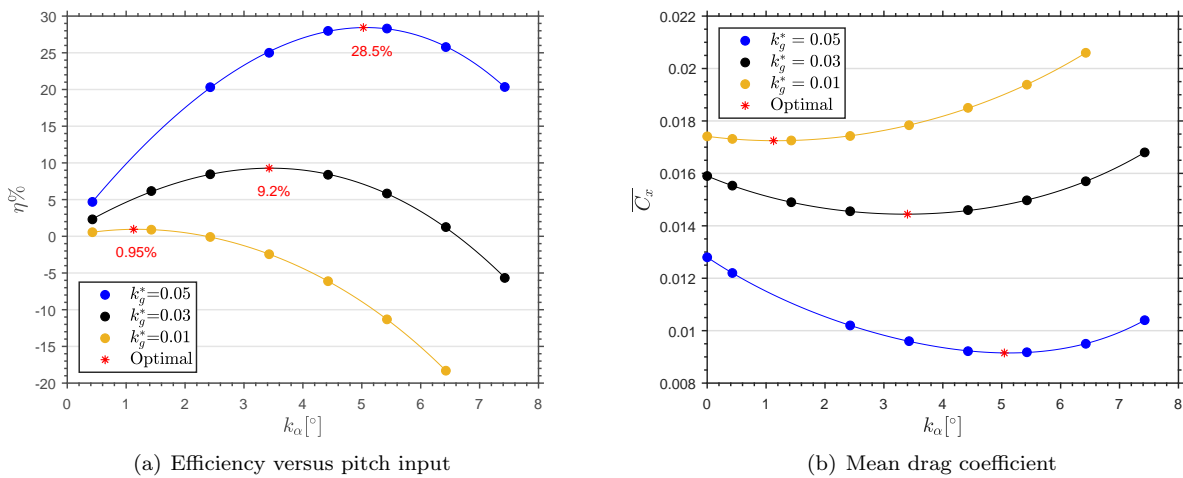 30
25
20
15
10
5
0
-5
-10
-15
-20
η%
28.5%
9.2%
0.95%
k*g=0.05
k*g=0.03
k*g=0.01
Optimal
0 1 2 3 4 5 6 7 8
kα[°]
(a) Efficiency versus pitch input
0.022
0.02
0.018
0.016
0.014
0.012
0.01
0.008
C̅x
k*g = 0.05
k*g = 0.03
k*g = 0.01
Optimal
0 1 2 3 4 5 6 7 8
kα[°]
(b) Mean drag coefficient